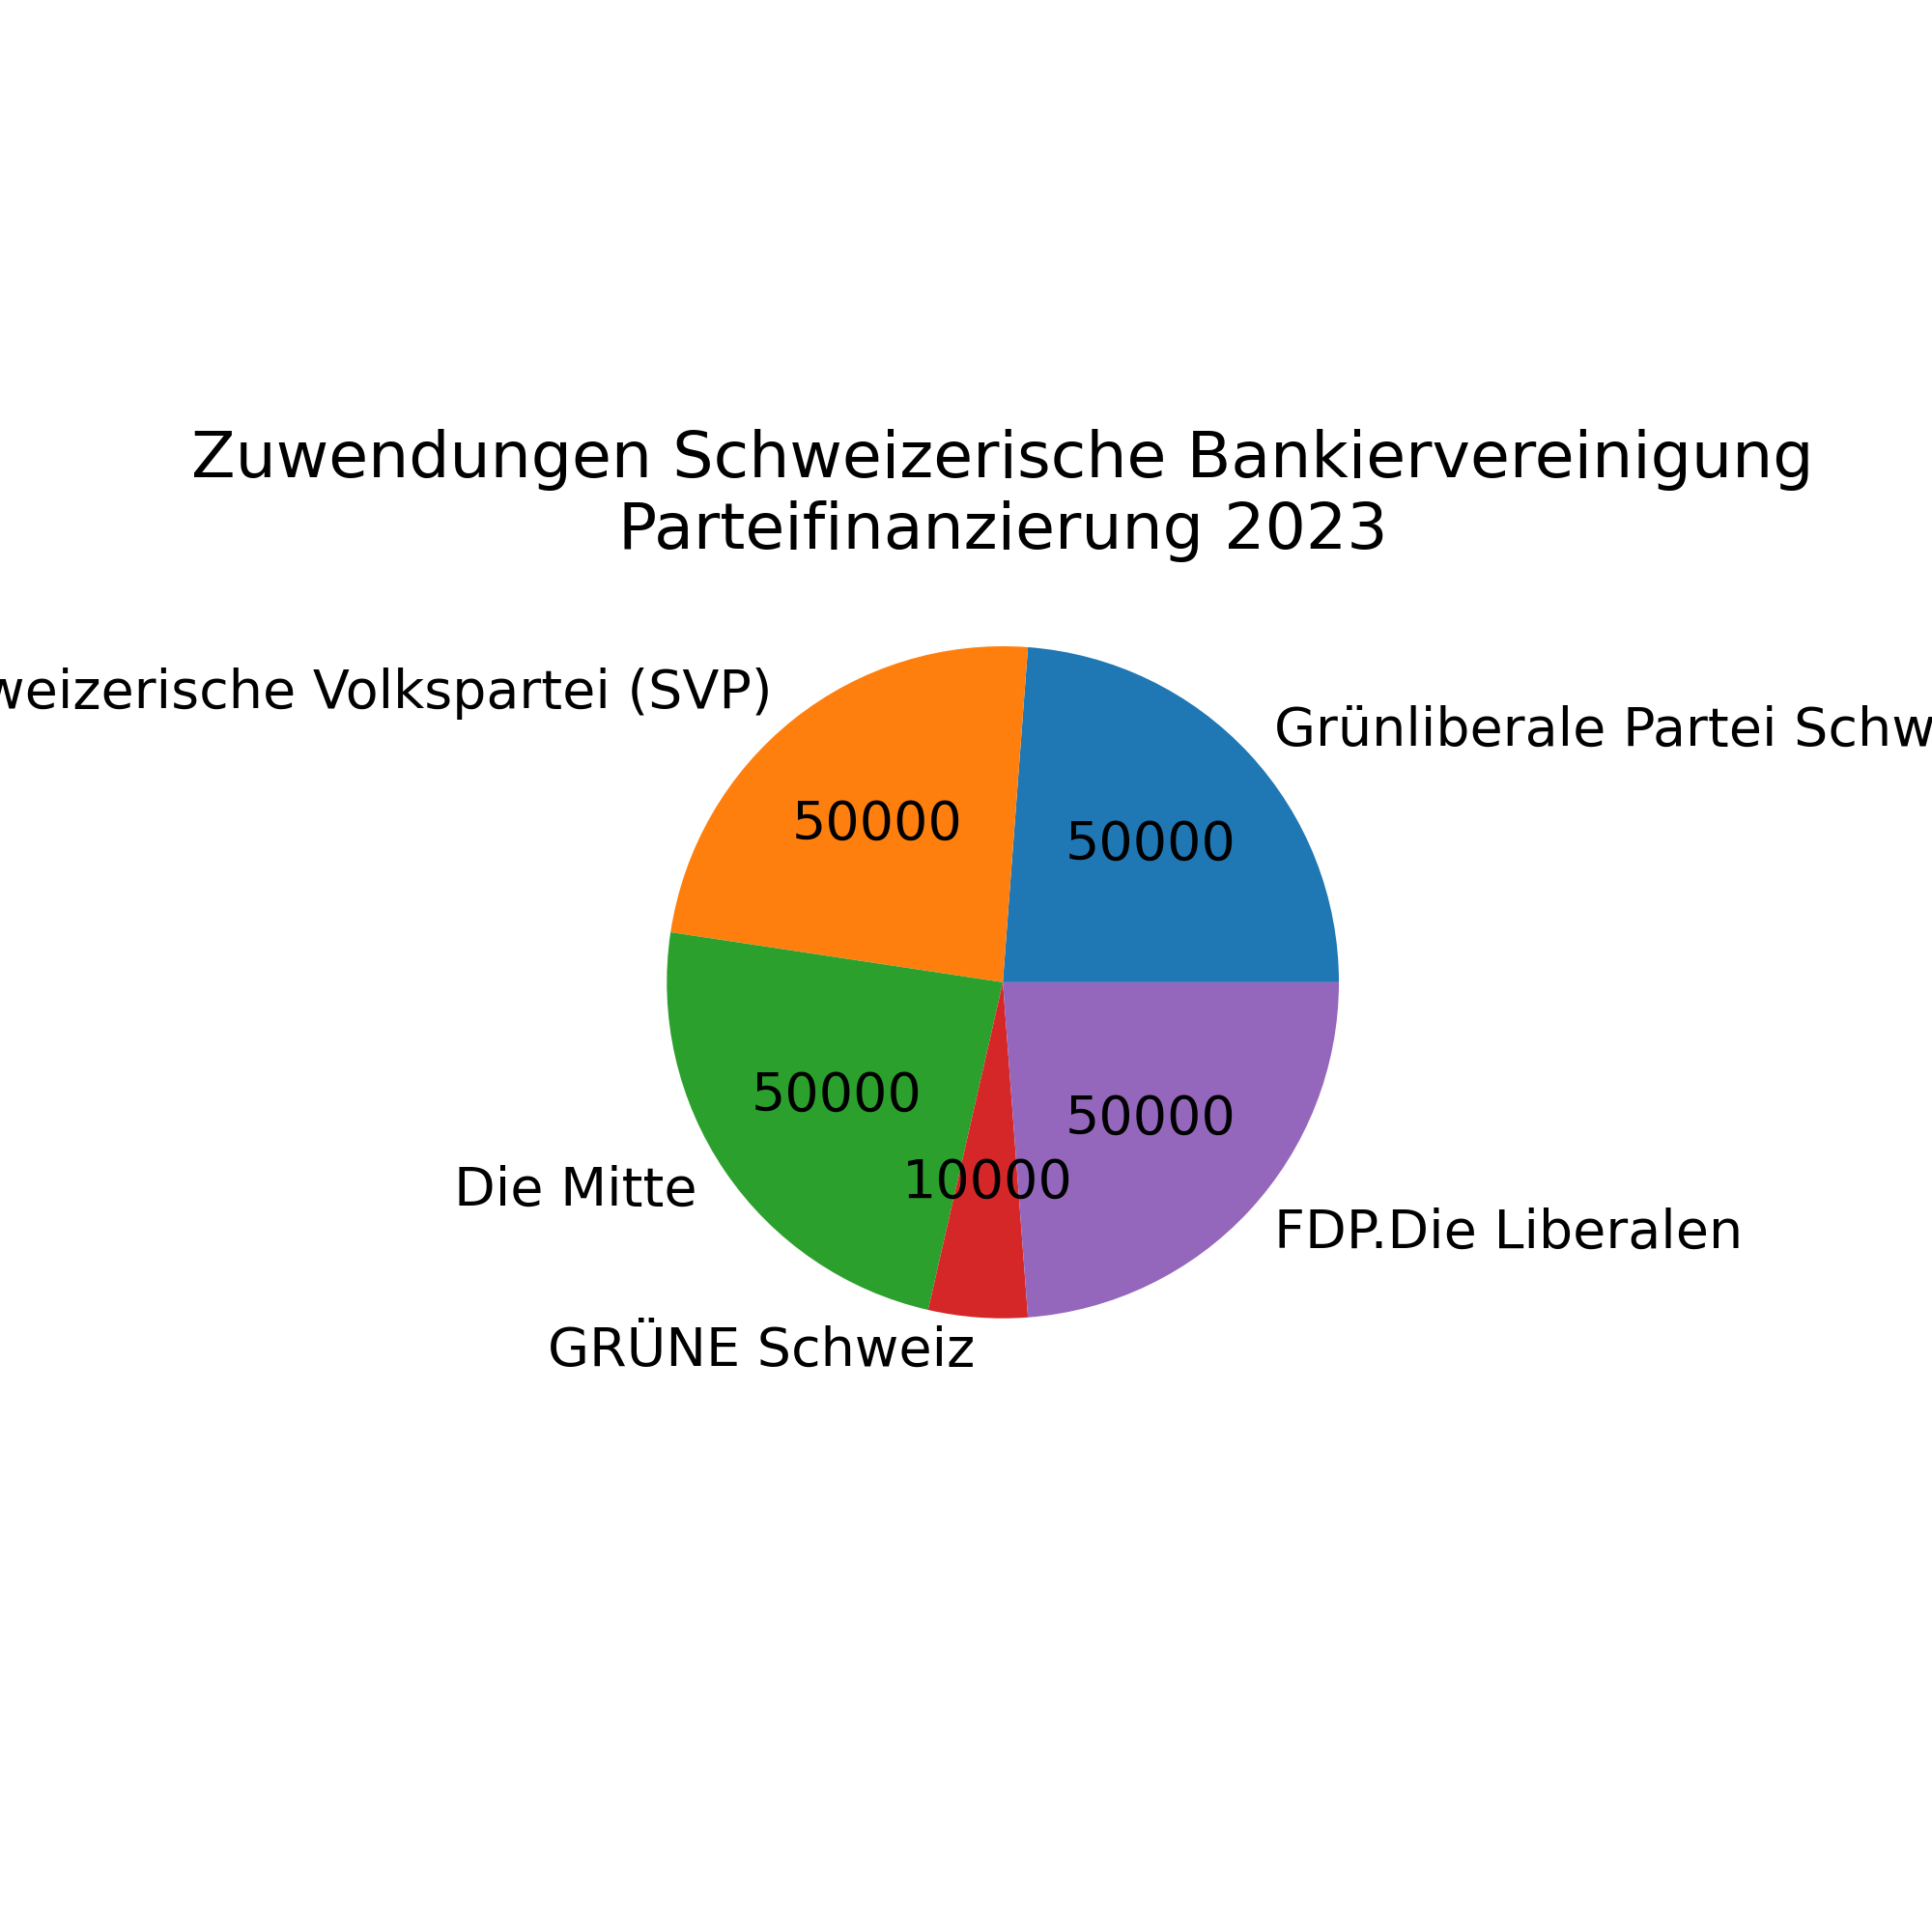 Zuwendungen Schweizerische Bankiervereinigung
Parteifinanzierung 2023
weizerische Volkspartei (SVP)
Grünliberale Partei Schw
50000
50000
50000
50000
10000
Die Mitte
FDP.Die Liberalen
GRÜNE Schweiz